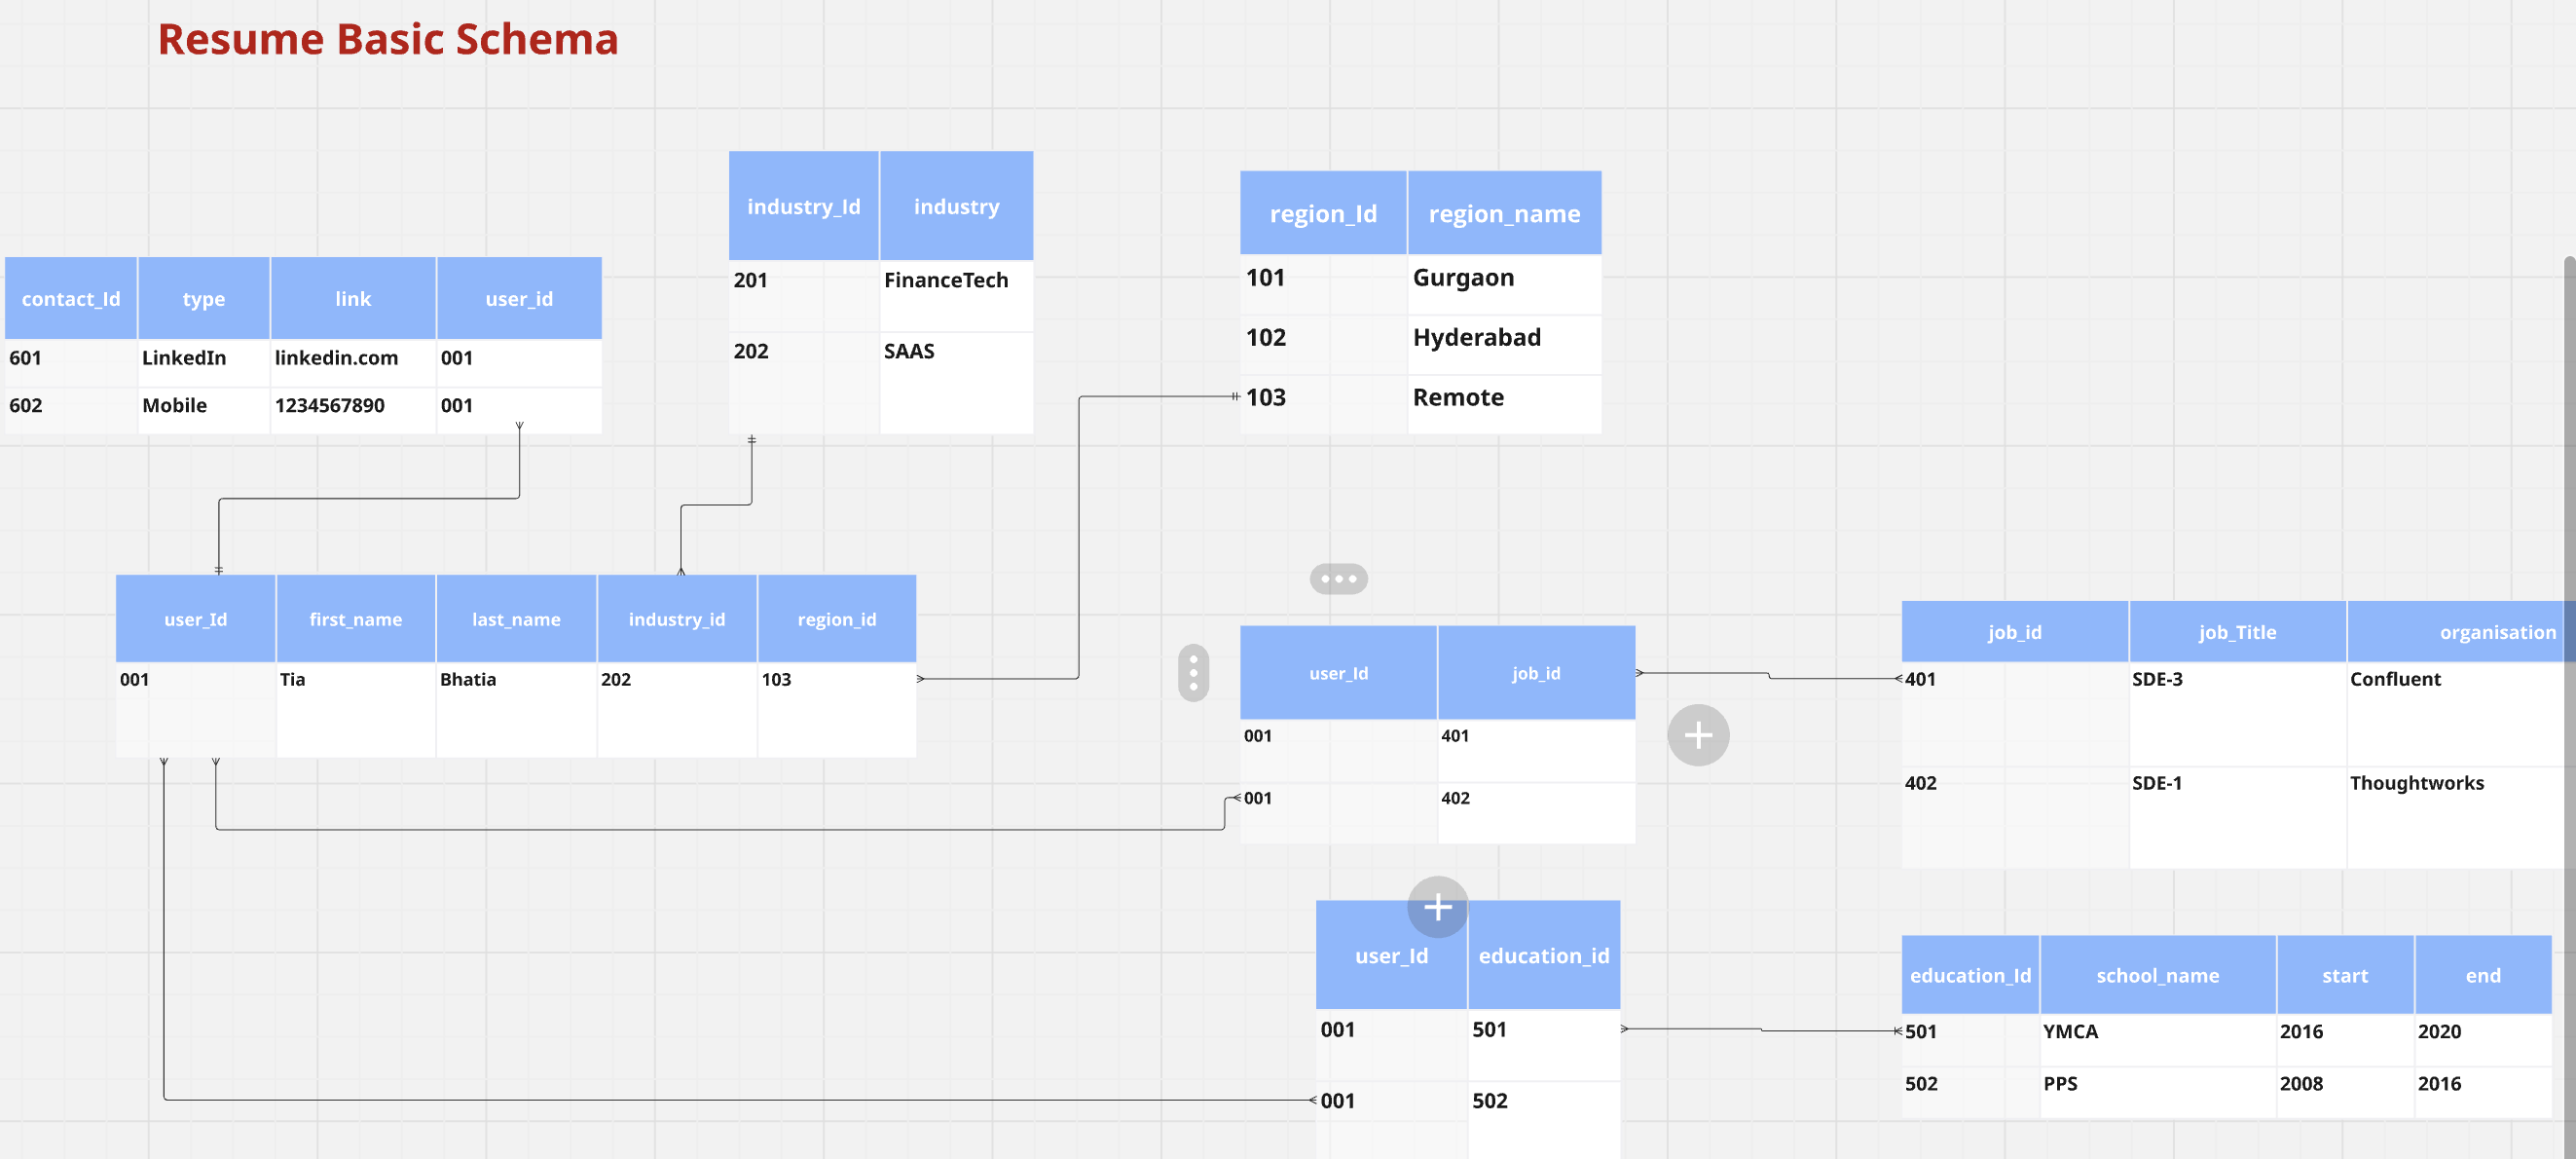 Resume Basic Schema
industry_Id industry
201 FinanceTech
202 SAAS
region_Id region_name
101 Gurgaon
102 Hyderabad
103 Remote
contact_Id type link user_id
601 LinkedIn linkedin.com 001
602 Mobile 1234567890 001
user_Id first_name last_name industry_id region_id
001 Tia Bhatia 202 103
user_Id job_id
001 401
001 402
job_id job_Title organisation
401 SDE-3 Confluent
402 SDE-1 Thoughtworks
user_Id education_id
001 501
001 502
education_Id school_name start end
501 YMCA 2016 2020
502 PPS 2008 2016